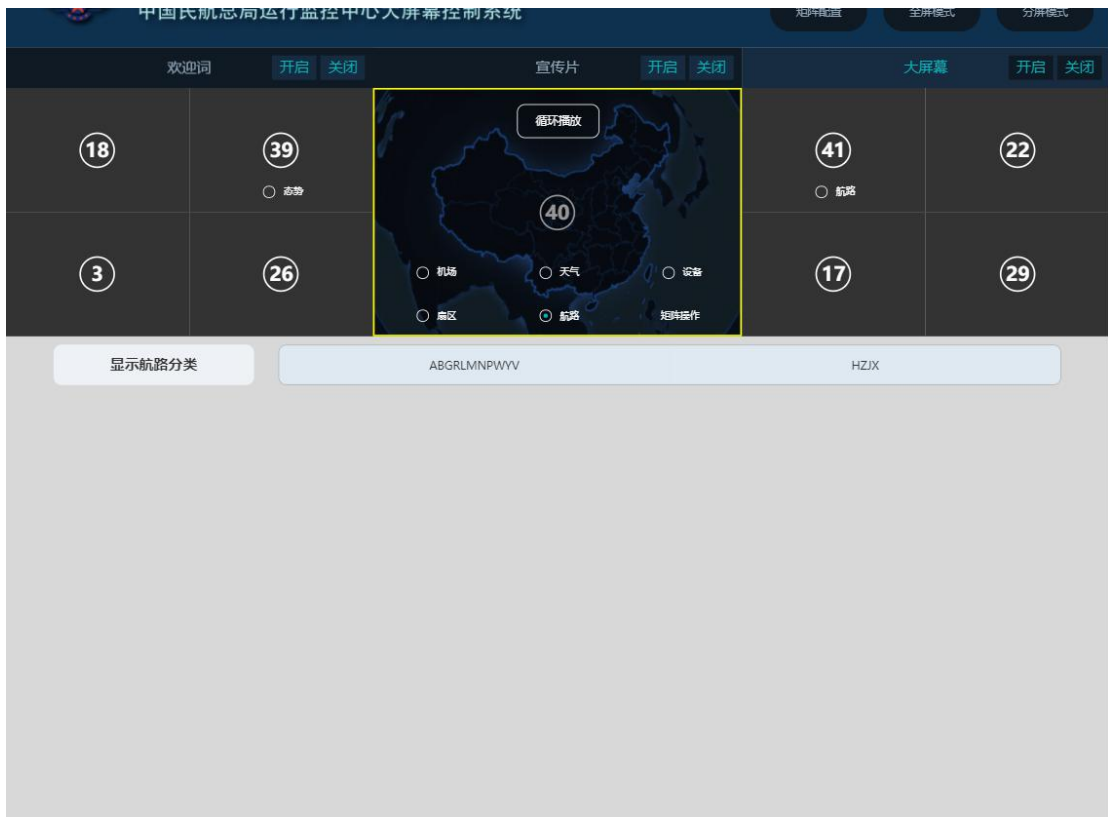 中国民航总局运行监控中心大屏幕控制系统 矩阵配置 全屏模式 分屏模式
欢迎词 开启 关闭 宣传片 开启 关闭 大屏幕 开启 关闭
循环播放
18 39 41 22
态势 航路
40
3 26 机场 天气 设备 17 29
扇区 航路 矩阵操作
显示航路分类 ABGRLMNPWYV HZJX